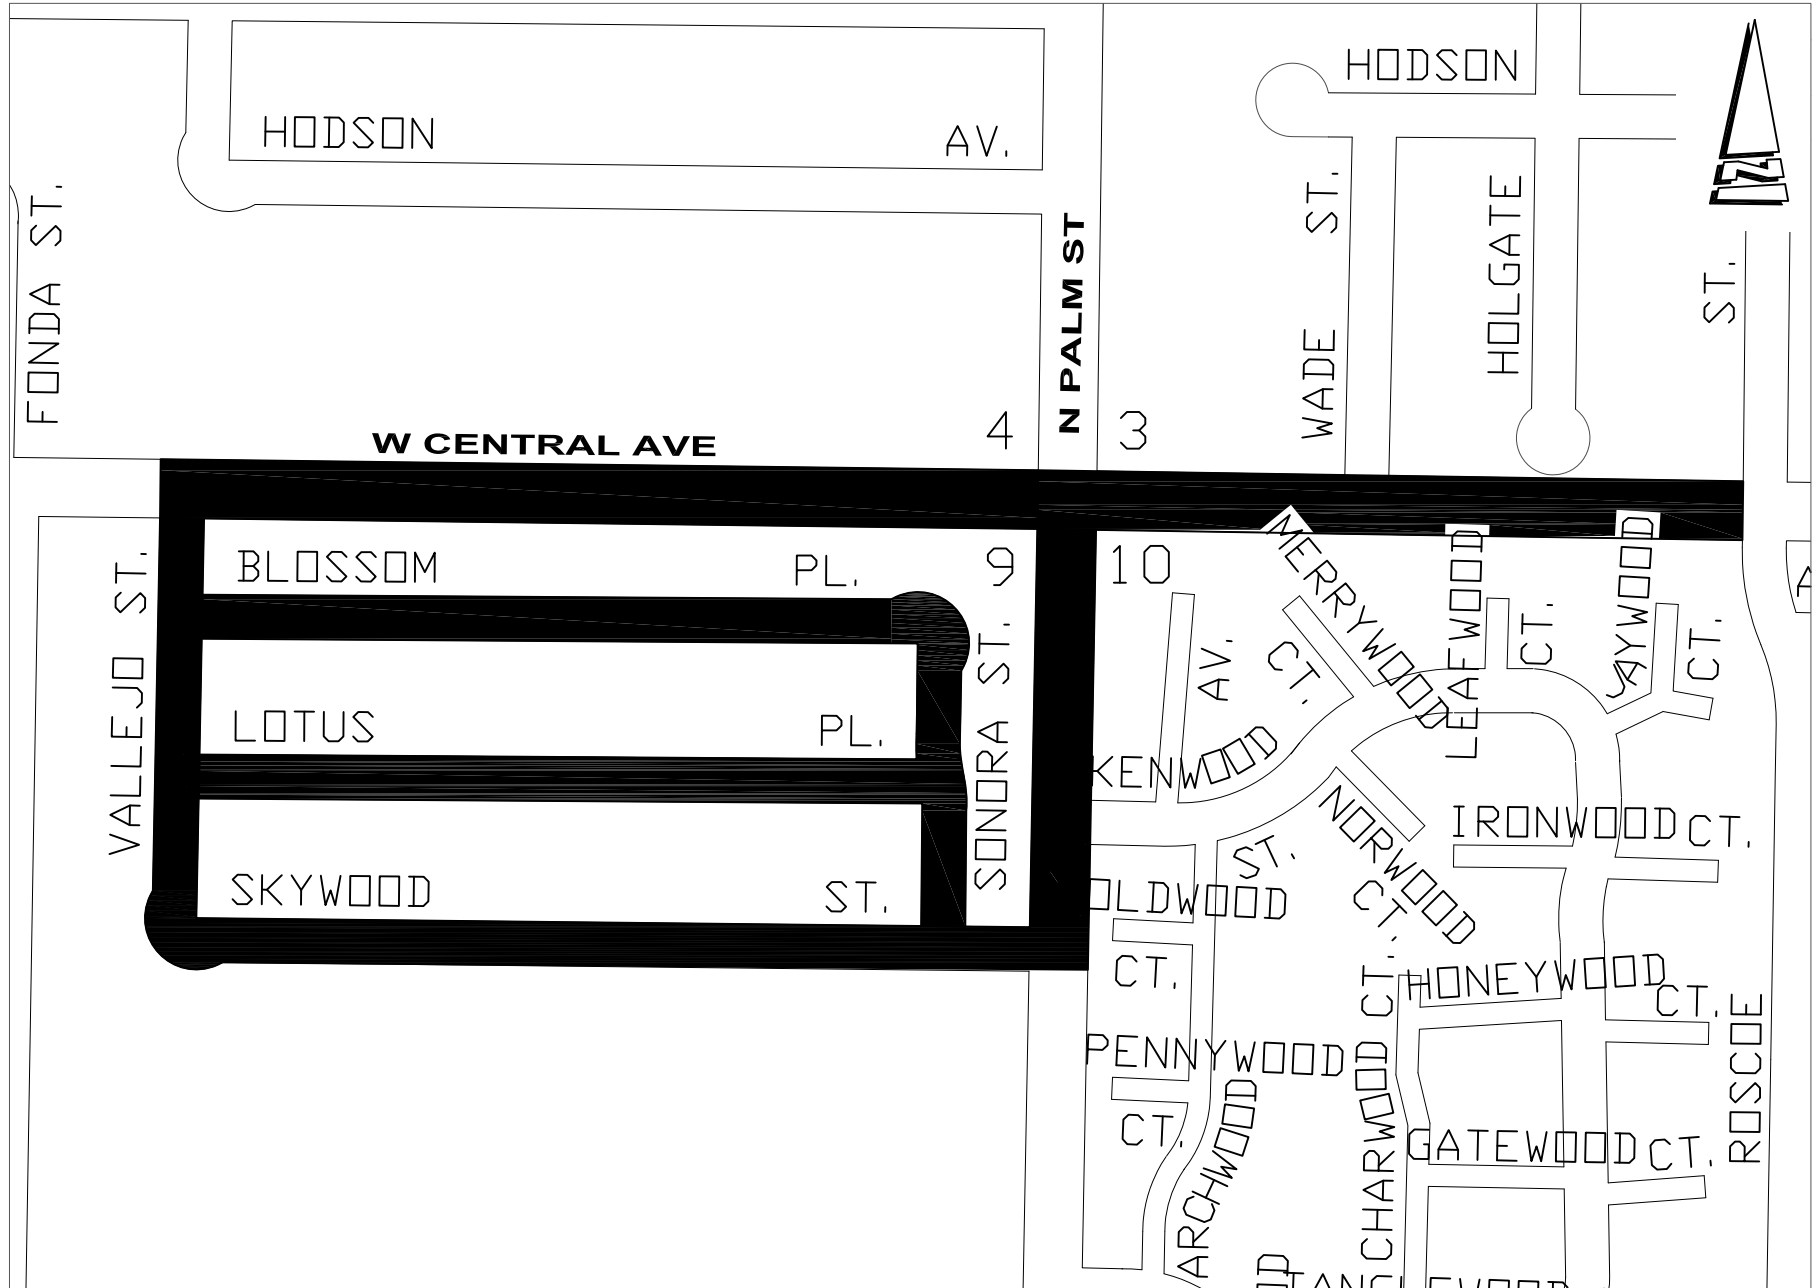 HODSON
HODSON AV.
N
FONDA ST.
N PALM ST
WADE ST.
HOLGATE
ST.
4
3
W CENTRAL AVE
VALLEJO ST.
BLOSSOM PL.
9
10
SONORA ST.
LOTUS PL.
SKYWOOD ST.
MERRYWOOD CT.
LEAFWOOD CT.
JAYWOOD CT.
A
AV.
KENWOOD
ST.
NORWOOD CT.
IRONWOOD CT.
OLDWOOD CT.
HONEYWOOD CT.
CHARWOOD CT.
ROSCOE
PENNYWOOD CT.
ARCHWOOD
GATEWOOD CT.